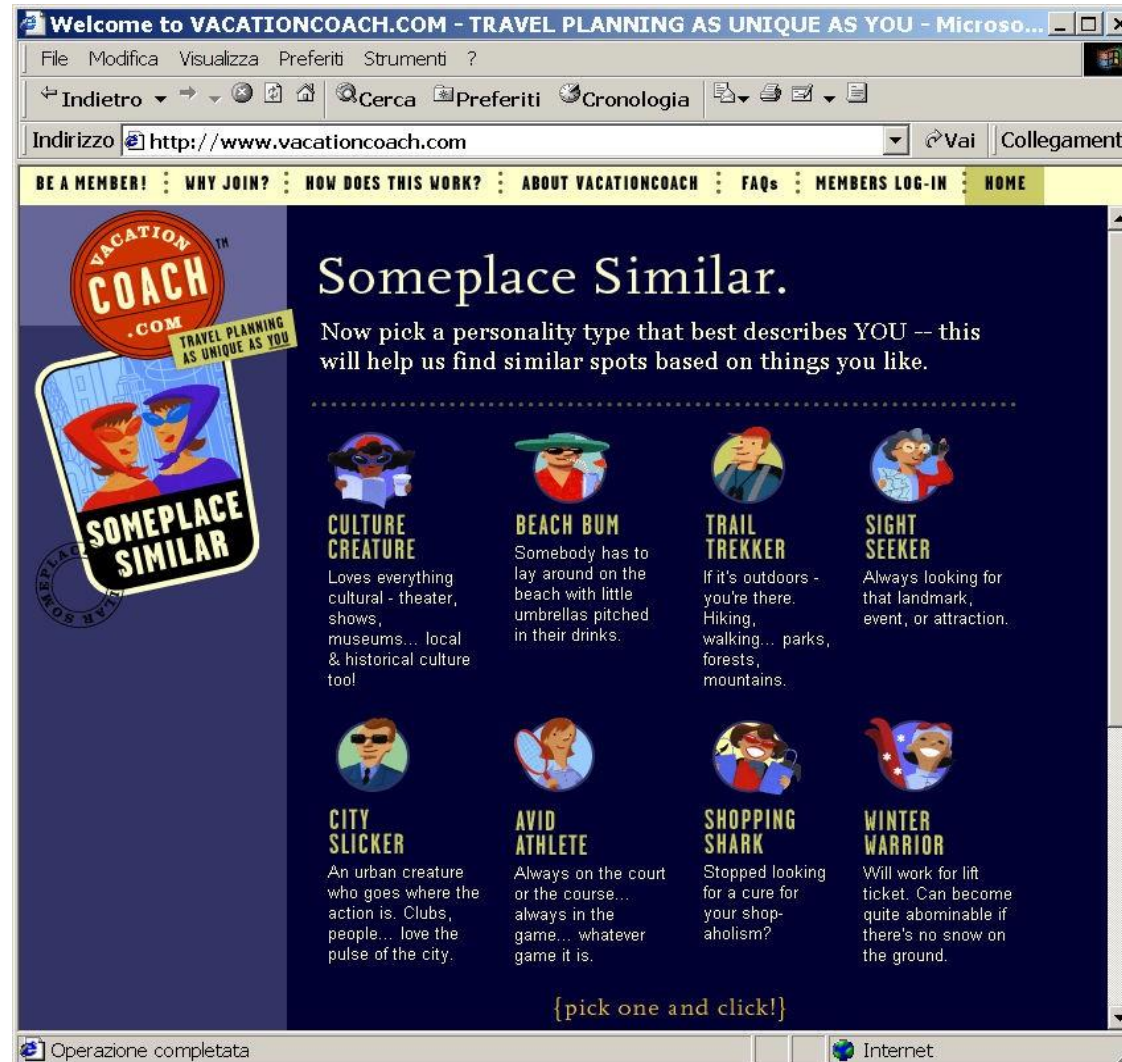 Welcome to VACATIONCOACH.COM - TRAVEL PLANNING AS UNIQUE AS YOU - Microso...
File Modifica Visualizza Preferiti Strumenti ?
Indietro Cerca Preferiti Cronologia
Indirizzo http://www.vacationcoach.com Vai Collegament
BE A MEMBER! WHY JOIN? HOW DOES THIS WORK? ABOUT VACATIONCOACH FAQs MEMBERS LOG-IN HOME
VACATION
COACH
.COM
TM
TRAVEL PLANNING
AS UNIQUE AS YOU
SOMEPLACE
SIMILAR
Someplace Similar.
Now pick a personality type that best describes YOU -- this
will help us find similar spots based on things you like.
CULTURE
CREATURE
Loves everything
cultural - theater,
shows,
museums... local
& historical culture
too!
BEACH BUM
Somebody has to
lay around on the
beach with little
umbrellas pitched
in their drinks.
TRAIL
TREKKER
If it's outdoors -
you're there.
Hiking,
walking... parks,
forests,
mountains.
SIGHT
SEEKER
Always looking for
that landmark,
event, or attraction.
CITY
SLICKER
An urban creature
who goes where the
action is. Clubs,
people... love the
pulse of the city.
AVID
ATHLETE
Always on the court
or the course...
always in the
game... whatever
game it is.
SHOPPING
SHARK
Stopped looking
for a cure for
your shop-
aholism?
WINTER
WARRIOR
Will work for lift
ticket. Can become
quite abominable if
there's no snow on
the ground.
{pick one and click!}
Operazione completata Internet